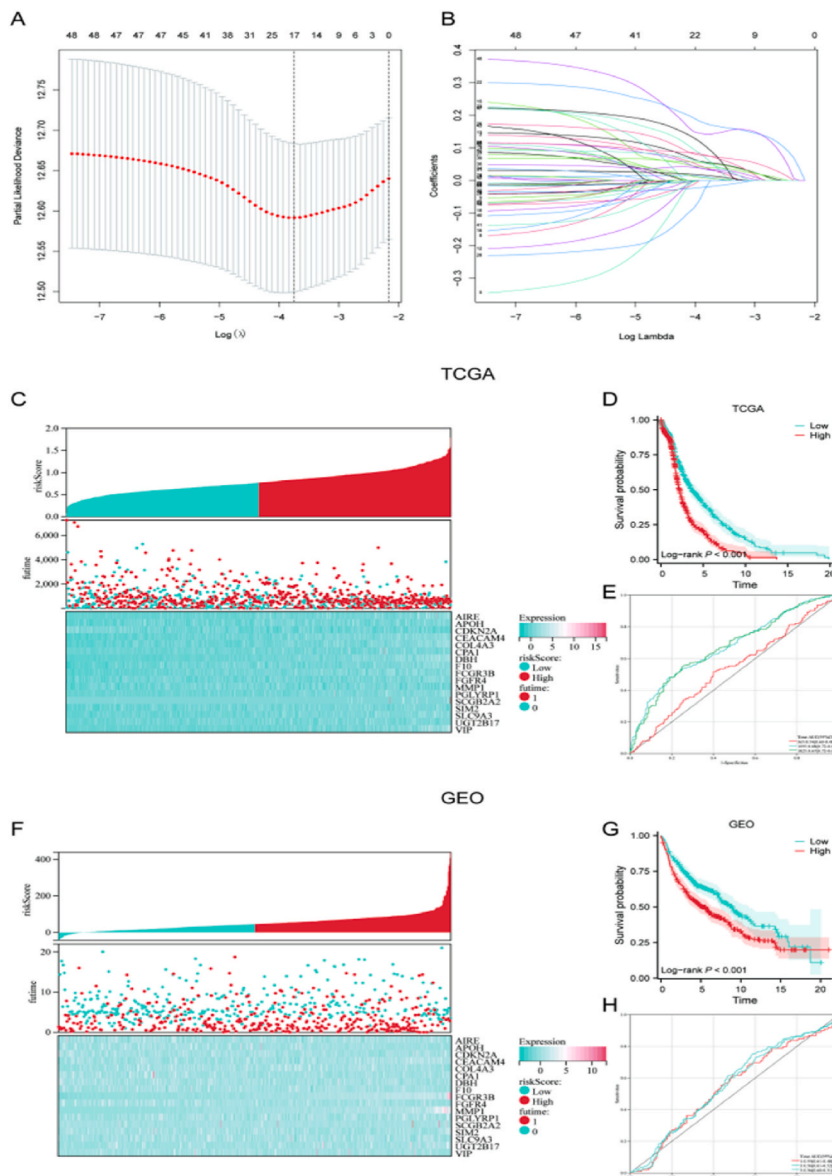 A
48 48 47 47 47 45 41 38 31 25 17 14 9 6 3 0
Partial Likelihood Deviance
12.75
12.70
12.65
12.60
12.55
12.50
−7 −6 −5 −4 −3 −2
Log (λ)
B
48 47 41 22 9 0
Coefficients
0.4
0.3
0.2
0.1
0.0
−0.1
−0.2
−0.3
−7 −6 −5 −4 −3 −2
Log Lambda
TCGA
C
riskScore
2.0
1.5
1.0
0.5
0.0
futime
6,000
4,000
2,000
AIRE
APOH
CDKN2A
CEACAM4
COL4A3
CPA1
DBH
F10
FCGR3B
FGFR4
MMP1
PGLYRP1
SCGB2A2
SIM2
SLC9A3
UGT2B17
VIP
Expression
0 5 10 15
riskScore:
Low
High
futime:
1
0
D
TCGA
Survival probability
1.00
0.75
0.50
0.25
0.00
Low
High
Log−rank P < 0.001
0 5 10 15 20
Time
E
GEO
F
riskScore
400
200
0
futime
20
10
0
AIRE
APOH
CDKN2A
CEACAM4
COL4A3
CPA1
DBH
F10
FCGR3B
FGFR4
MMP1
PGLYRP1
SCGB2A2
SIM2
SLC9A3
UGT2B17
VIP
Expression
0 5 10
riskScore:
Low
High
futime:
1
0
G
GEO
Survival probability
1.00
0.75
0.50
0.25
0.00
Low
High
Log−rank P < 0.001
0 5 10 15 20
Time
H